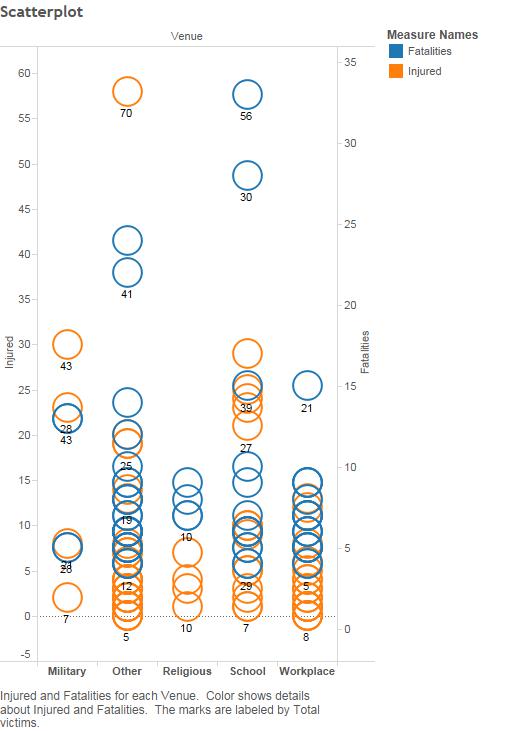 Scatterplot
Measure Names
Venue
Fatalities
Injured
60
55
50
45
40
35
30
25
20
15
10
5
0
-5
Injured
35
30
25
20
15
10
5
0
Fatalities
70
56
30
41
43
28
43
39
21
27
25
19
10
28
12
29
5
7
5
10
7
8
Military
Other
Religious
School
Workplace
Injured and Fatalities for each Venue. Color shows details
about Injured and Fatalities. The marks are labeled by Total
victims.